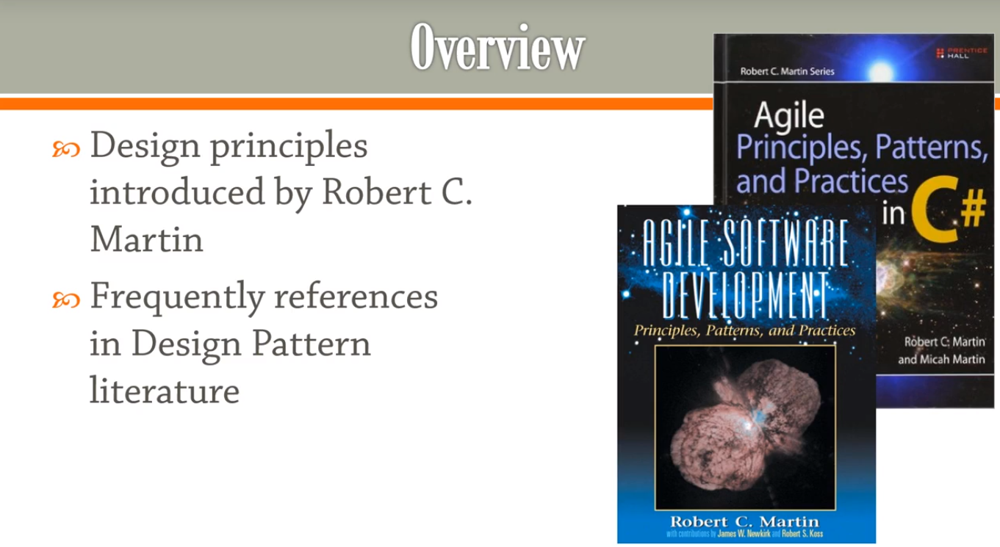 Overview
Design principles
introduced by Robert C.
Martin
Frequently references
in Design Pattern
literature
PRENTICE
HALL
Robert C. Martin Series
Agile
Principles, Patterns,
and Practices
in C#
Robert C. Martin
and Micah Martin
AGILE SOFTWARE
DEVELOPMENT
Principles, Patterns, and Practices
Robert C. Martin
with contributions by James W. Newkirk and Robert S. Koss